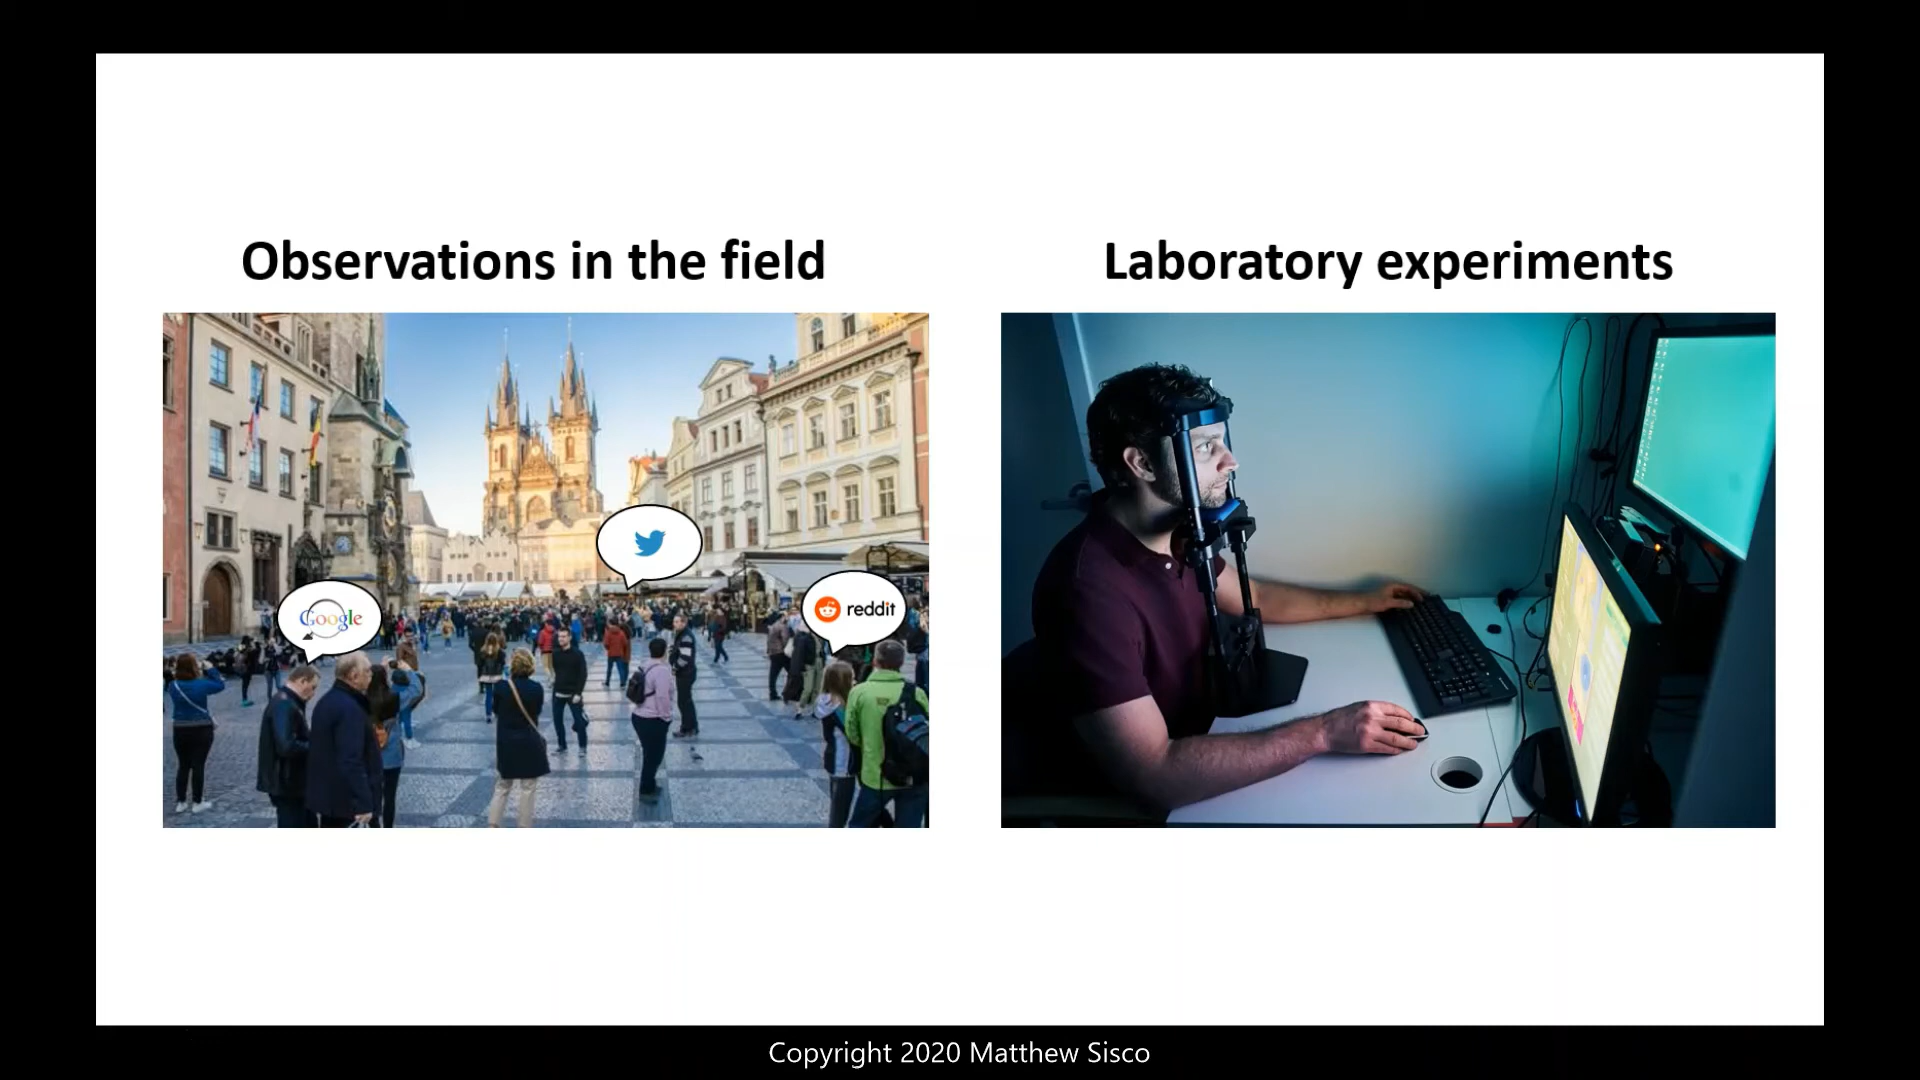 Observations in the field
Laboratory experiments
Google
reddit
Copyright 2020 Matthew Sisco